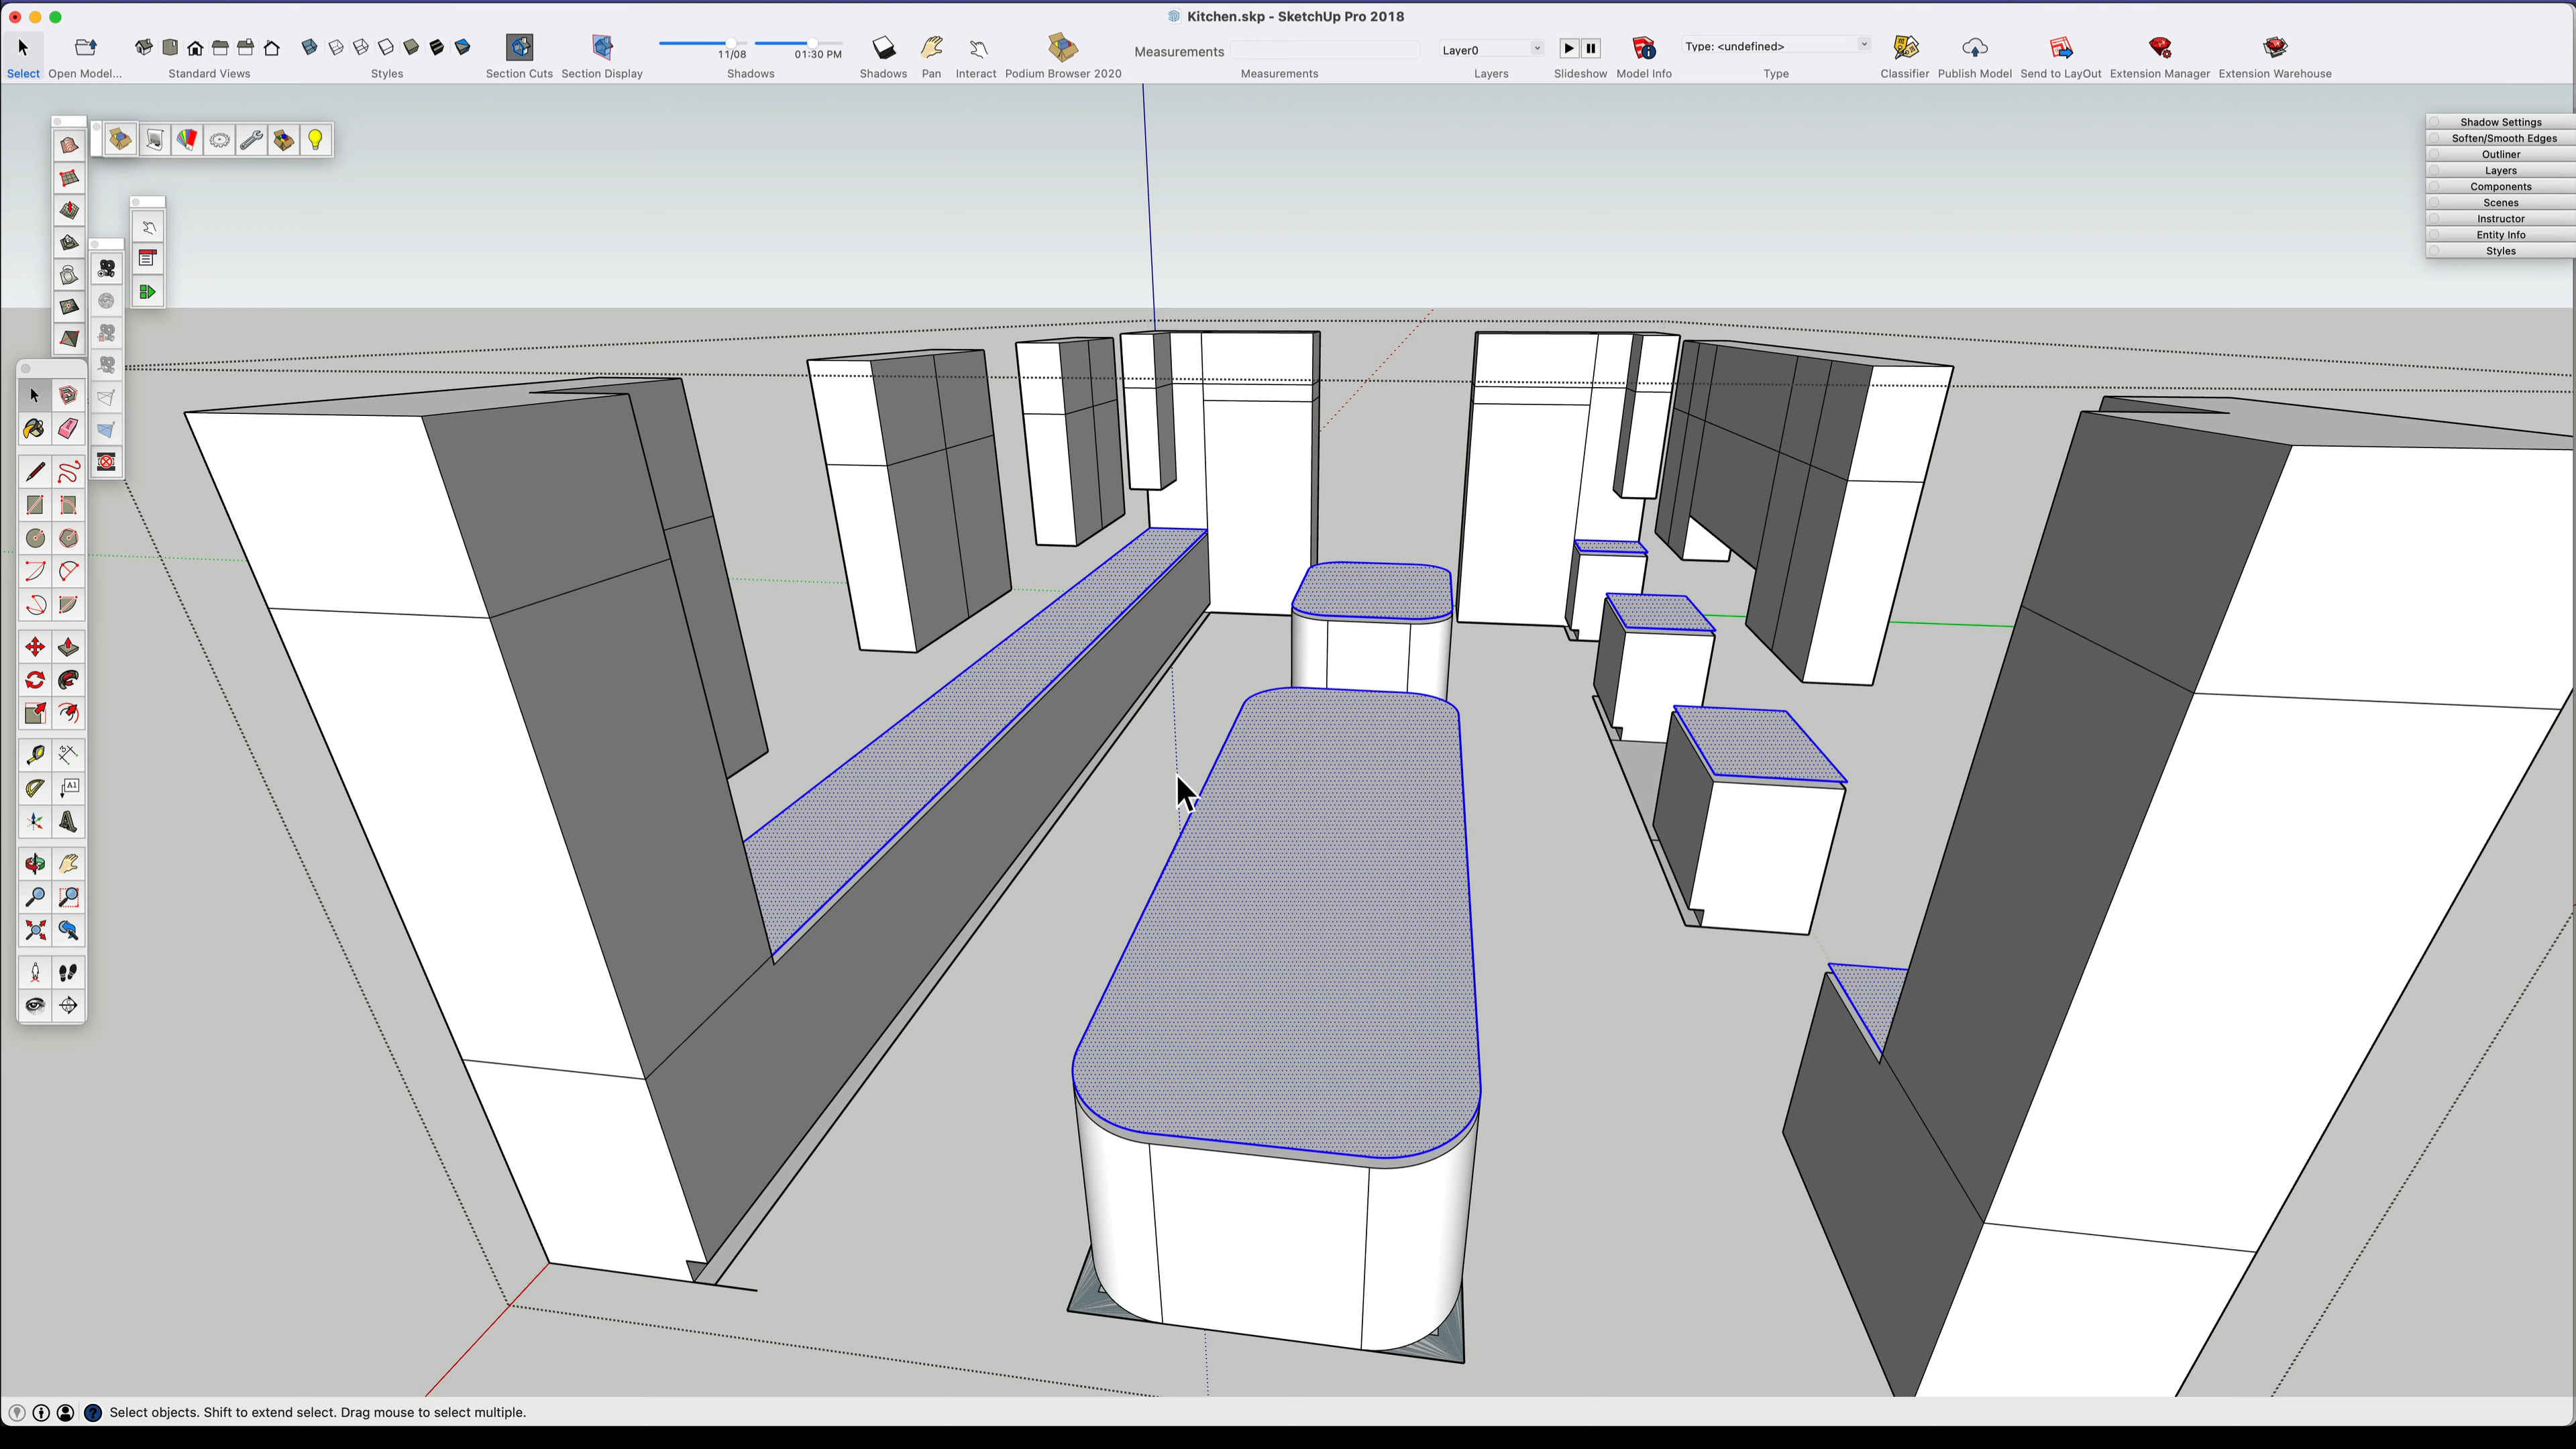 Kitchen.skp - SketchUp Pro 2018
11/08
01:30 PM
Measurements
Layer0
Type: <undefined>
Select
Open Model...
Standard Views
Styles
Section Cuts
Section Display
Shadows
Shadows
Pan
Interact
Podium Browser 2020
Measurements
Layers
Slideshow
Model Info
Type
Classifier
Publish Model
Send to LayOut
Extension Manager
Extension Warehouse
Shadow Settings
Soften/Smooth Edges
Outliner
Layers
Components
Scenes
Instructor
Entity Info
Styles
A1
Select objects. Shift to extend select. Drag mouse to select multiple.